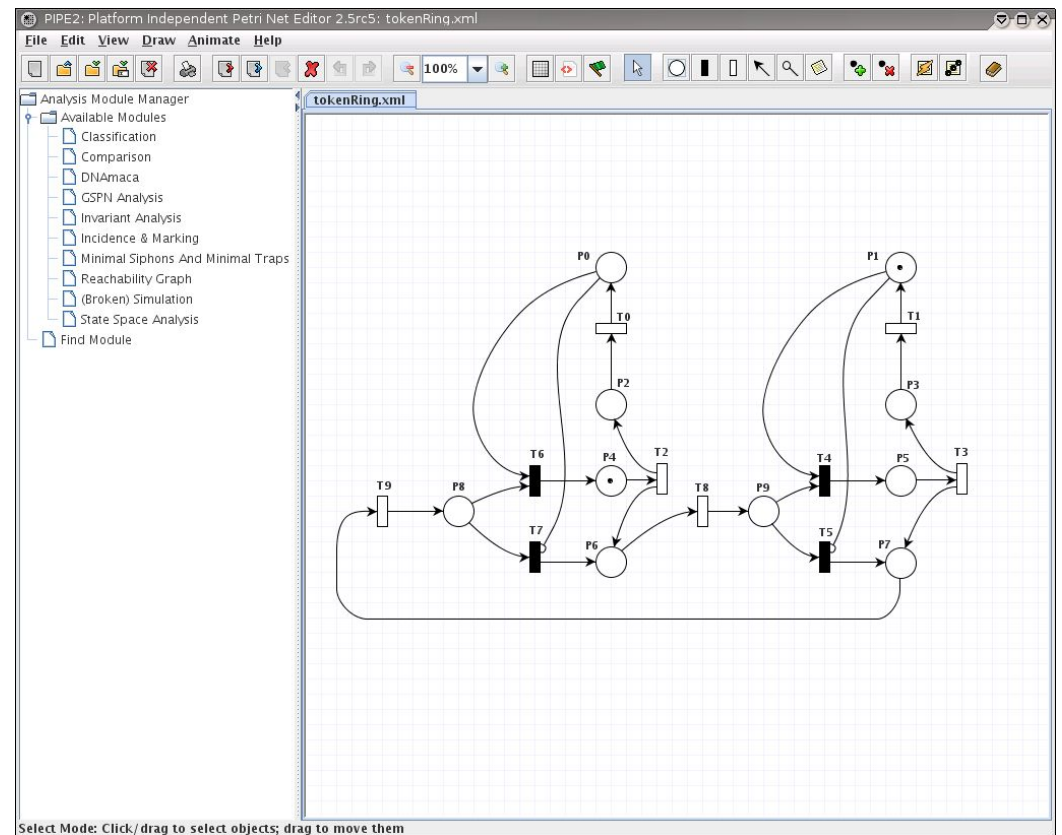 PIPE2: Platform Independent Petri Net Editor 2.5rc5: tokenRing.xml
File Edit View Draw Animate Help
100%
Analysis Module Manager
Available Modules
Classification
Comparison
DNAmaca
GSPN Analysis
Invariant Analysis
Incidence & Marking
Minimal Siphons And Minimal Traps
Reachability Graph
(Broken) Simulation
State Space Analysis
Find Module
tokenRing.xml
P0 P1
T0 T1
P2 P3
T6 P4 T2 T4 P5 T3
T9 P8 T8 P9
T7 P6 T5 P7
Select Mode: Click/drag to select objects; drag to move them